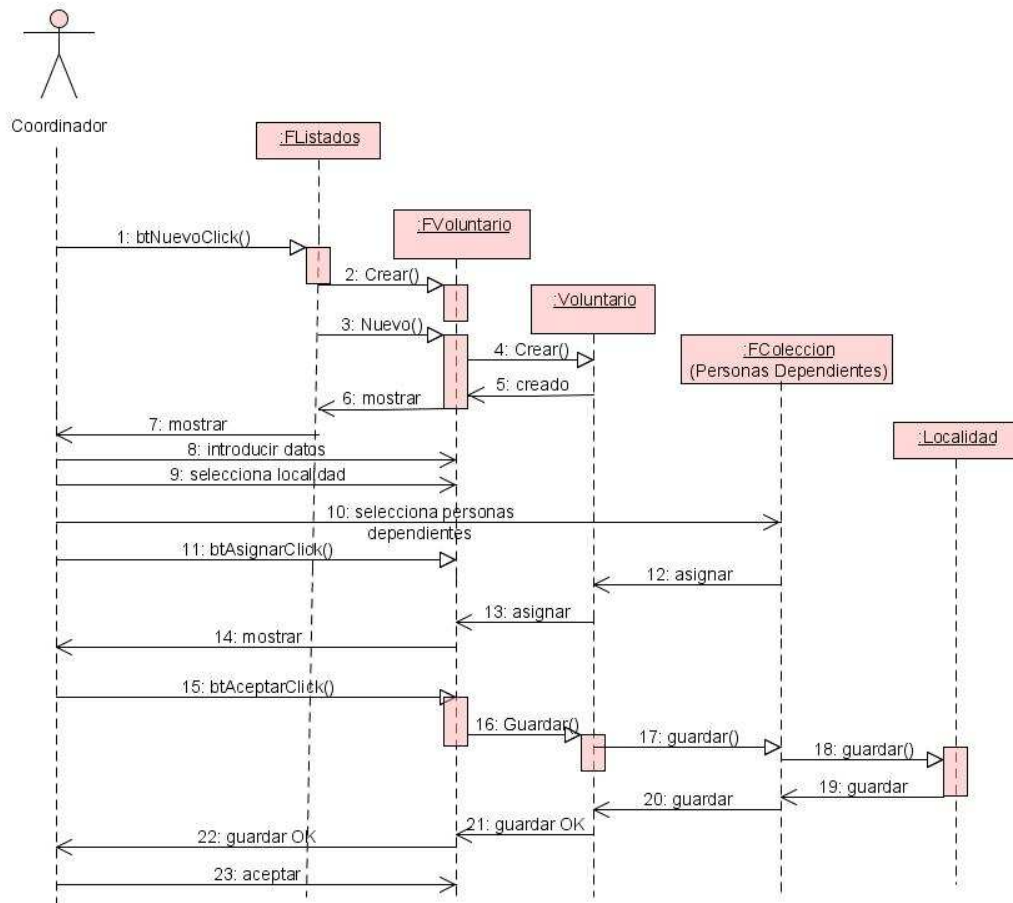 Coordinador
:FListados
:FVoluntario
1: btNuevoClick()
2: Crear()
:Voluntario
3: Nuevo()
4: Crear()
:FColeccion
(Personas Dependientes)
5: creado
6: mostrar
7: mostrar
:Localidad
8: introducir datos
9: selecciona localidad
10: selecciona personas
dependientes
11: btAsignarClick()
12: asignar
13: asignar
14: mostrar
15: btAceptarClick()
16: Guardar()
17: guardar()
18: guardar()
19: guardar
20: guardar
21: guardar OK
22: guardar OK
23: aceptar